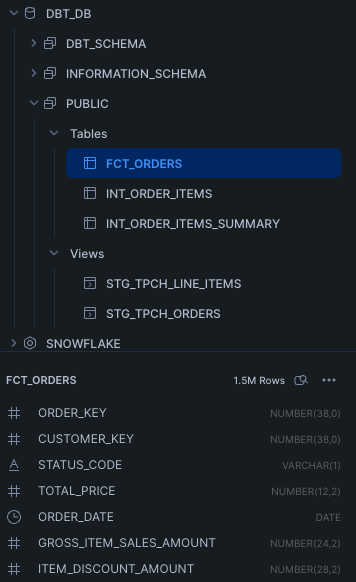 DBT_DB
DBT_SCHEMA
INFORMATION_SCHEMA
PUBLIC
Tables
FCT_ORDERS
INT_ORDER_ITEMS
INT_ORDER_ITEMS_SUMMARY
Views
STG_TPCH_LINE_ITEMS
STG_TPCH_ORDERS
SNOWFLAKE
FCT_ORDERS 1.5M Rows
ORDER_KEY NUMBER(38,0)
CUSTOMER_KEY NUMBER(38,0)
STATUS_CODE VARCHAR(1)
TOTAL_PRICE NUMBER(12,2)
ORDER_DATE DATE
GROSS_ITEM_SALES_AMOUNT NUMBER(24,2)
ITEM_DISCOUNT_AMOUNT NUMBER(28,2)